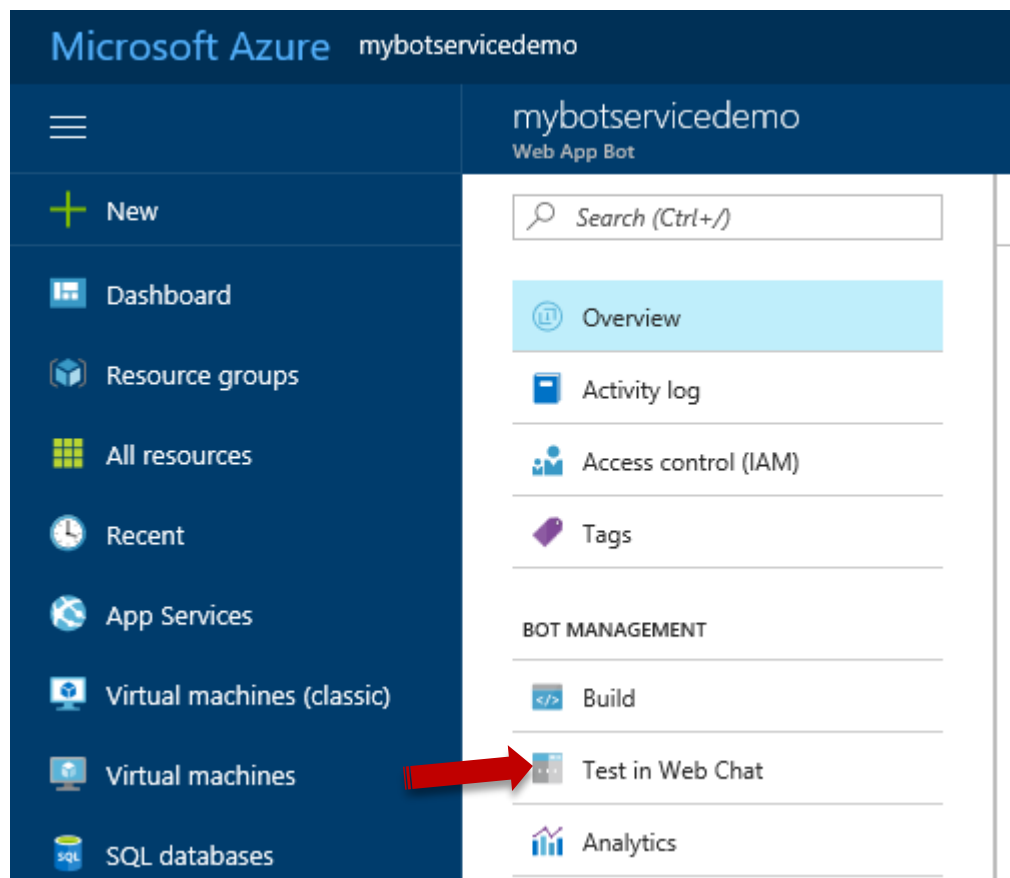 Microsoft Azure mybotservicedemo
mybotservicedemo
Web App Bot
New
Dashboard
Resource groups
All resources
Recent
App Services
Virtual machines (classic)
Virtual machines
SQL
SQL databases
Search (Ctrl+/)
Overview
Activity log
Access control (IAM)
Tags
BOT MANAGEMENT
</> Build
Test in Web Chat
Analytics